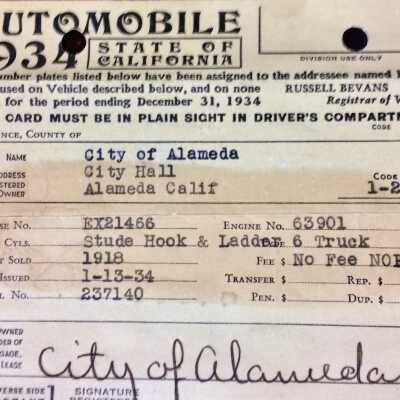 AUTOMOBILE
1934 STATE OF CALIFORNIA
DIVISION USE ONLY
number plates listed below have been assigned to the addressee named
used on Vehicle described below, and on none RUSSELL BEVANS
for the period ending December 31, 1934 Registrar of V
CARD MUST BE IN PLAIN SIGHT IN DRIVER'S COMPARTM
NCE, COUNTY OF CODE
NAME City of Alameda
ADDRESS City Hall CODE
STERED OWNER Alameda Calif 1-2
SE NO. EX21466 ENGINE NO. 63901
CYLS. Stude Hook & Ladder 6 Truck
SOLD 1918 FEE $ No Fee NOR
ISSUED 1-13-34 TRANSFER $ REP. $
L NO. 237140 PEN. $ DUP. $
OWNER
DER OF
GAGE,
LEASE City of Alameda
VERSE SIDE SIGNATURE